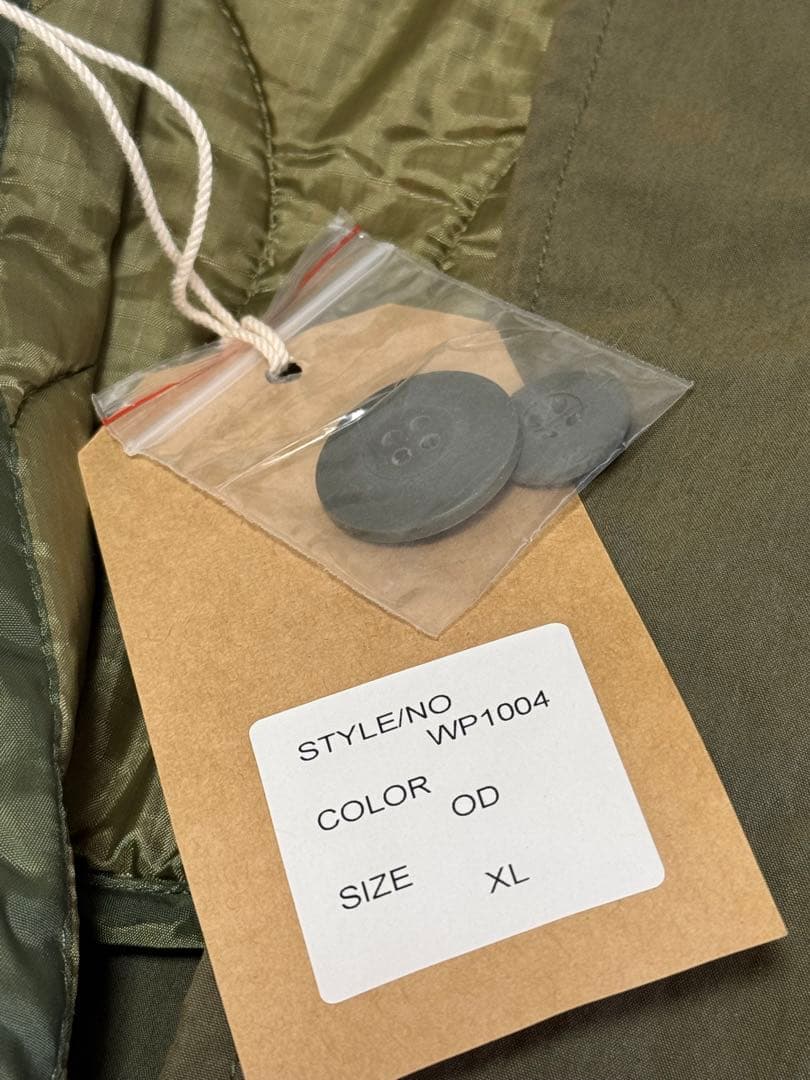 STYLE/NO
WP1004
COLOR OD
SIZE XL